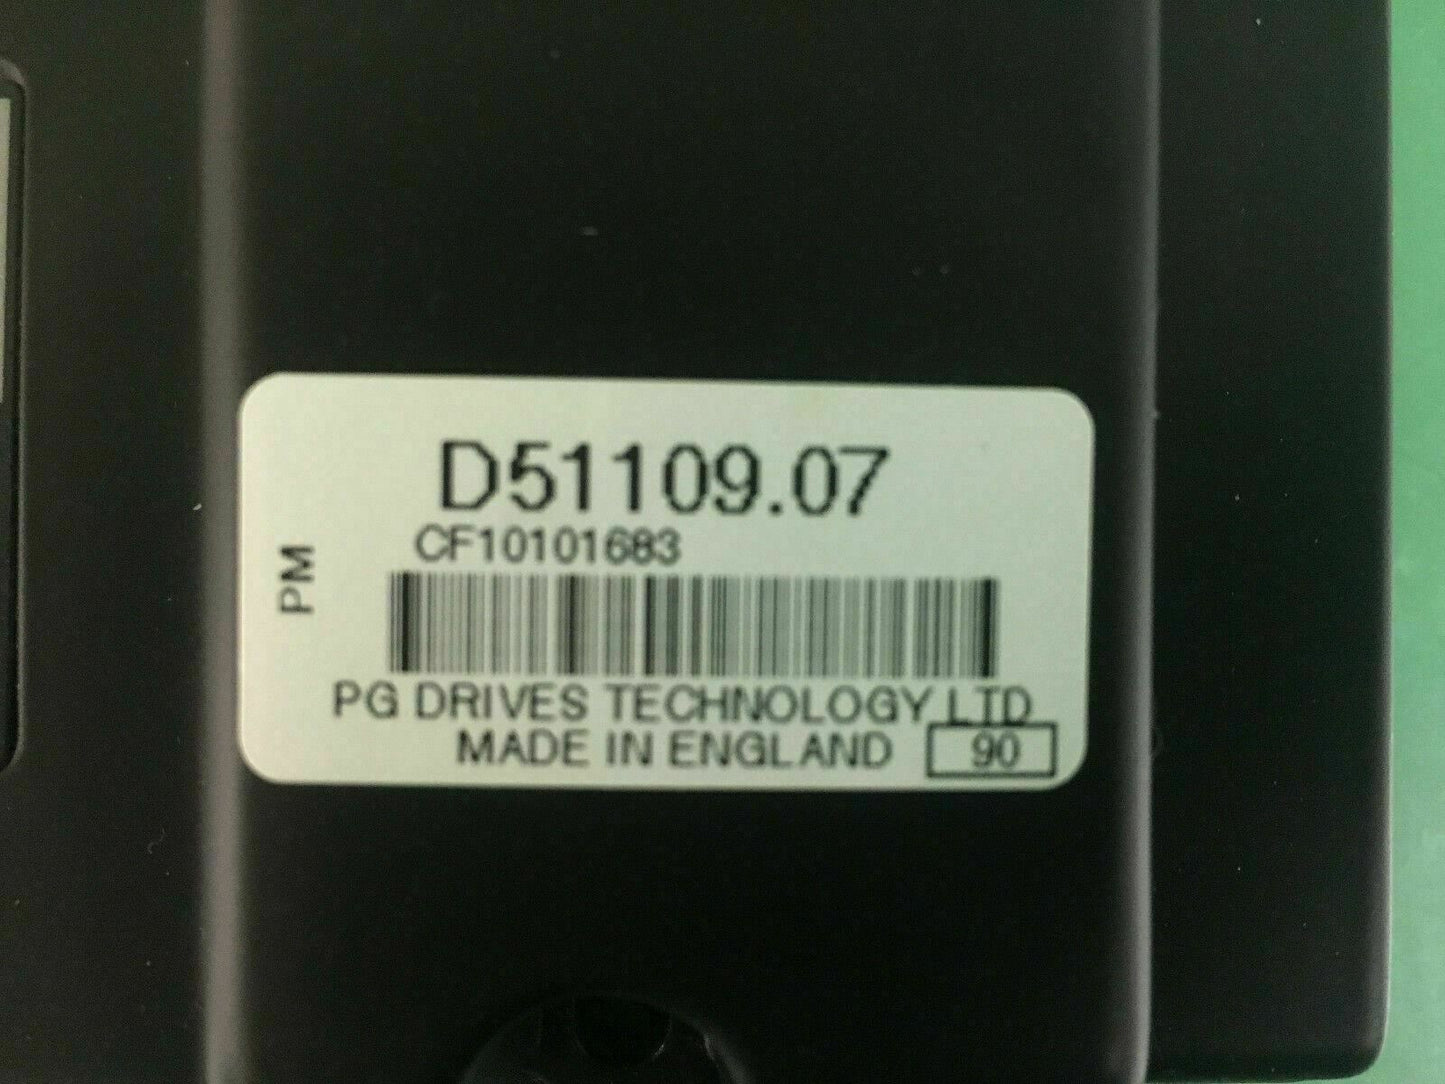 D51109.07
CF10101683
PM
PG DRIVES TECHNOLOGY LTD
MADE IN ENGLAND 90